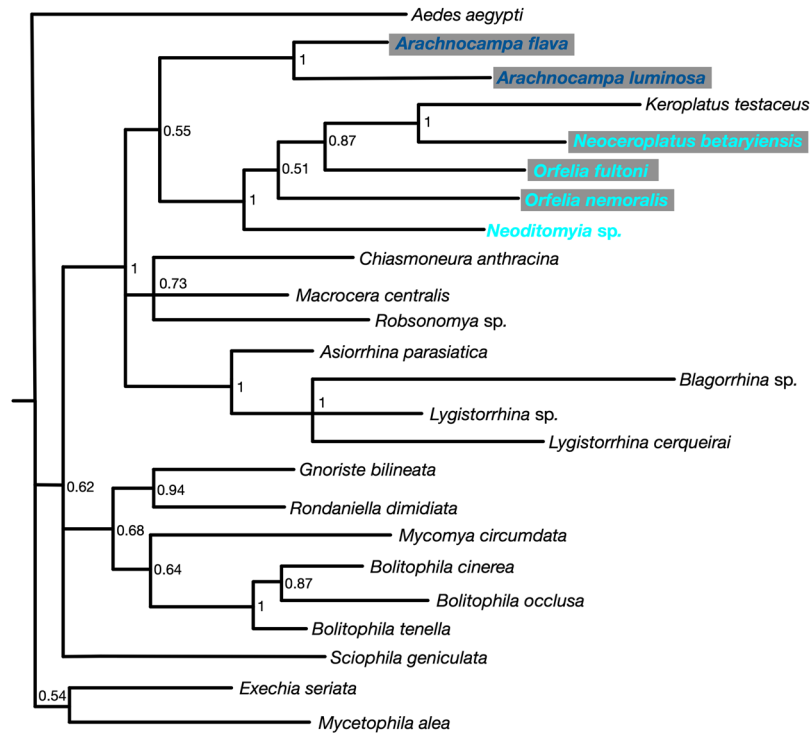 Aedes aegypti
Arachnocampa flava
1
Arachnocampa luminosa
Keroplatus testaceus
1
0.55
0.87
Neoceroplatus betaryiensis
0.51
Orfelia fultoni
1
Orfelia nemoralis
Neoditomyia sp.
Chiasmoneura anthracina
1
0.73
Macrocera centralis
Robsonomya sp.
Asiorrhina parasiatica
1
Blagorrhina sp.
1
Lygistorrhina sp.
Lygistorrhina cerqueirai
Gnoriste bilineata
0.62
0.94
Rondaniella dimidiata
0.68
Mycomya circumdata
0.64
Bolitophila cinerea
0.87
Bolitophila occlusa
1
Bolitophila tenella
Sciophila geniculata
0.54
Exechia seriata
Mycetophila alea